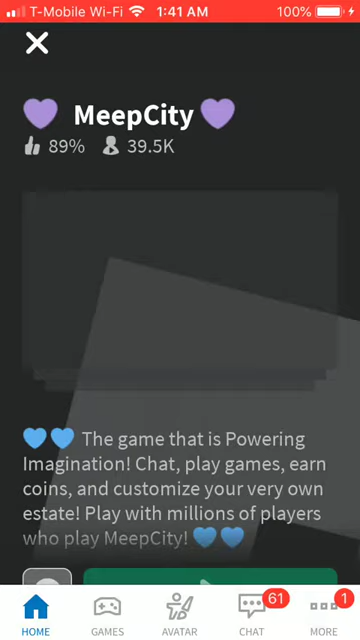 T-Mobile Wi-Fi 1:41 AM 100%
💜 MeepCity 💜
89% 39.5K
💙💙 The game that is Powering
Imagination! Chat, play games, earn
coins, and customize your very own
estate! Play with millions of players
who play MeepCity! 💙💙
61 1
HOME GAMES AVATAR CHAT MORE